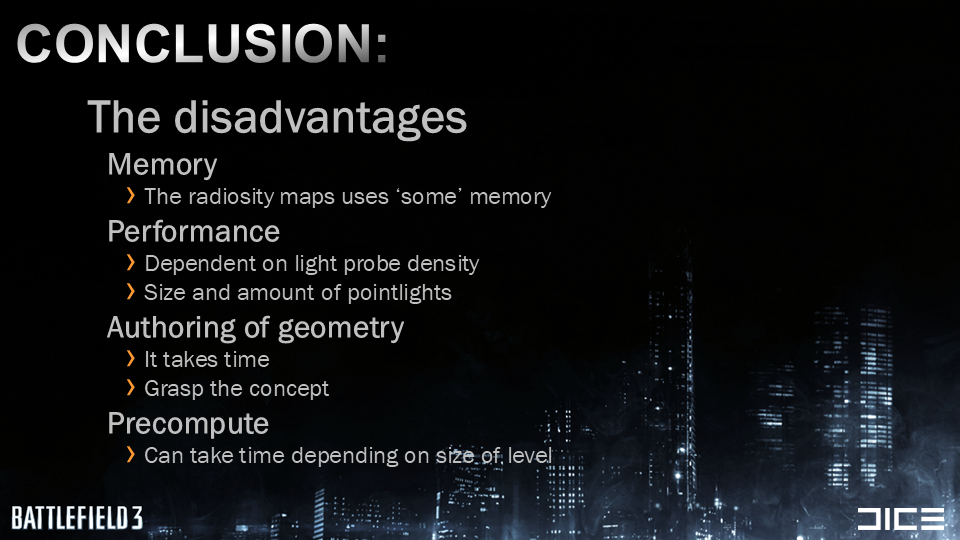 CONCLUSION:
The disadvantages
Memory
› The radiosity maps uses ‘some’ memory
Performance
› Dependent on light probe density
› Size and amount of pointlights
Authoring of geometry
› It takes time
› Grasp the concept
Precompute
› Can take time depending on size of level
BATTLEFIELD 3
DICE